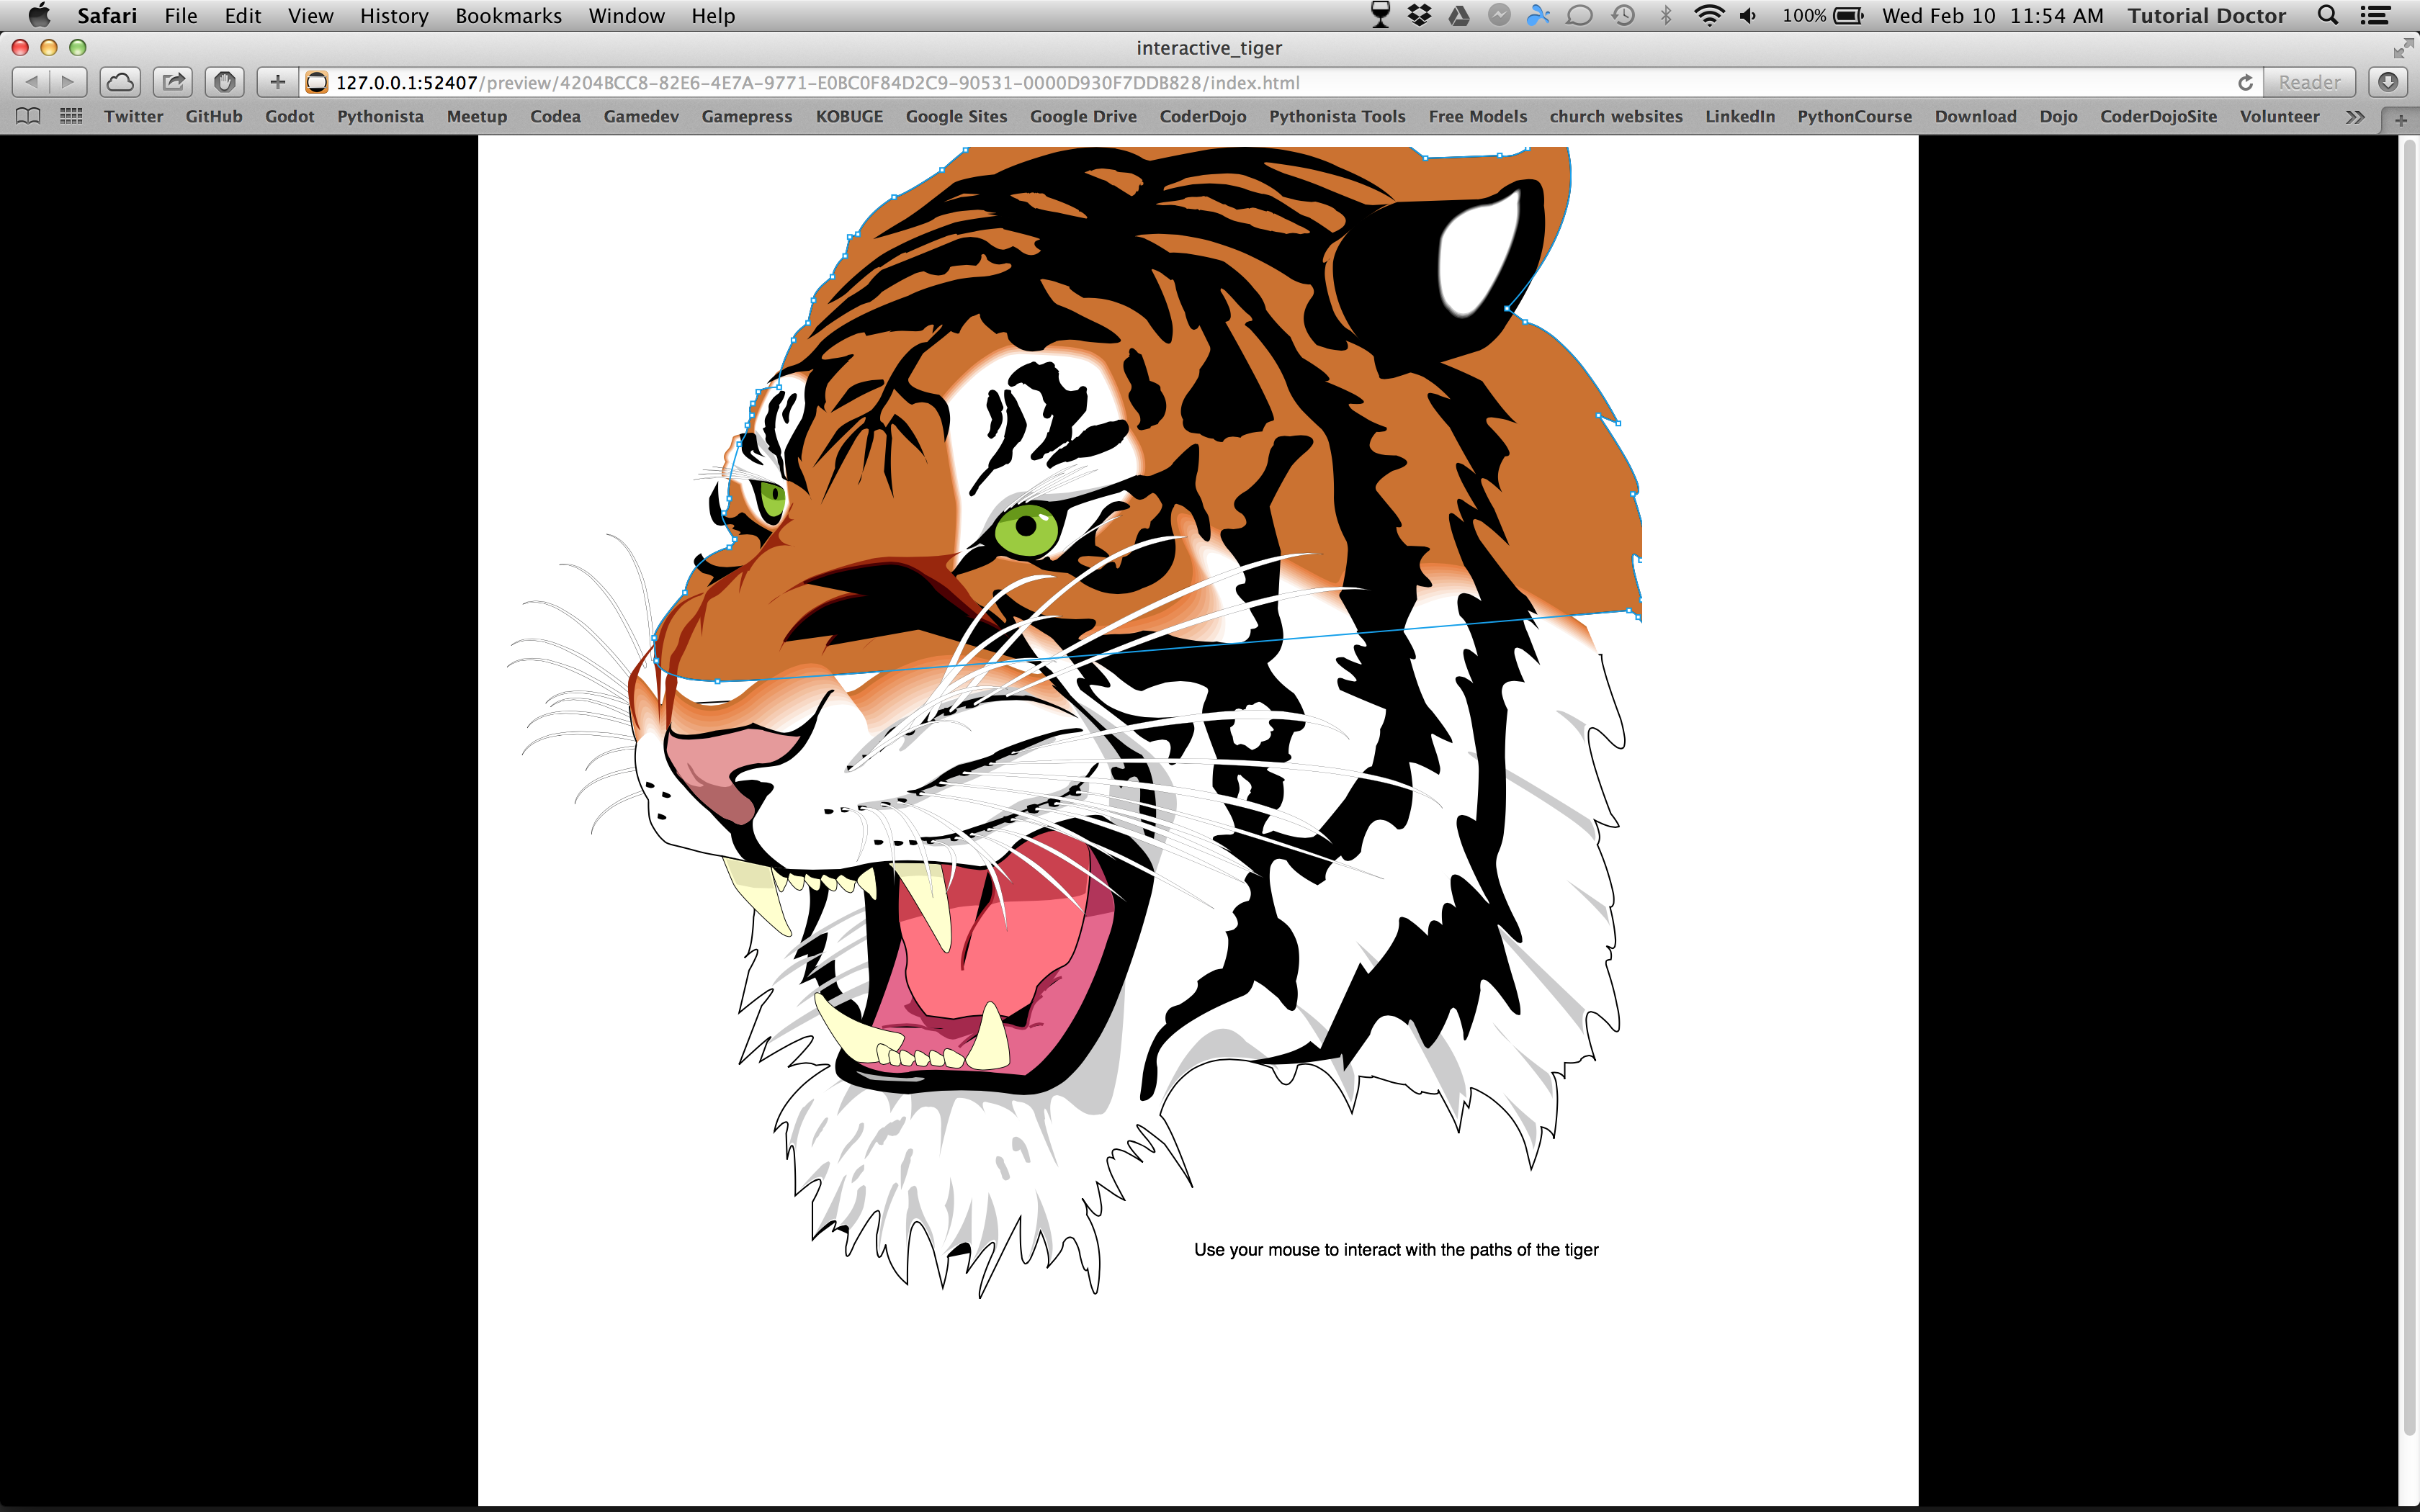 Safari File Edit View History Bookmarks Window Help 100% Wed Feb 10 11:54 AM Tutorial Doctor
interactive_tiger
127.0.0.1:52407/preview/4204BCC8-82E6-4E7A-9771-E0BC0F84D2C9-90531-0000D930F7DDB828/index.html Reader
Twitter GitHub Godot Pythonista Meetup Codea Gamedev Gamepress KOBUGE Google Sites Google Drive CoderDojo Pythonista Tools Free Models church websites LinkedIn PythonCourse Download Dojo CoderDojoSite Volunteer
Use your mouse to interact with the paths of the tiger